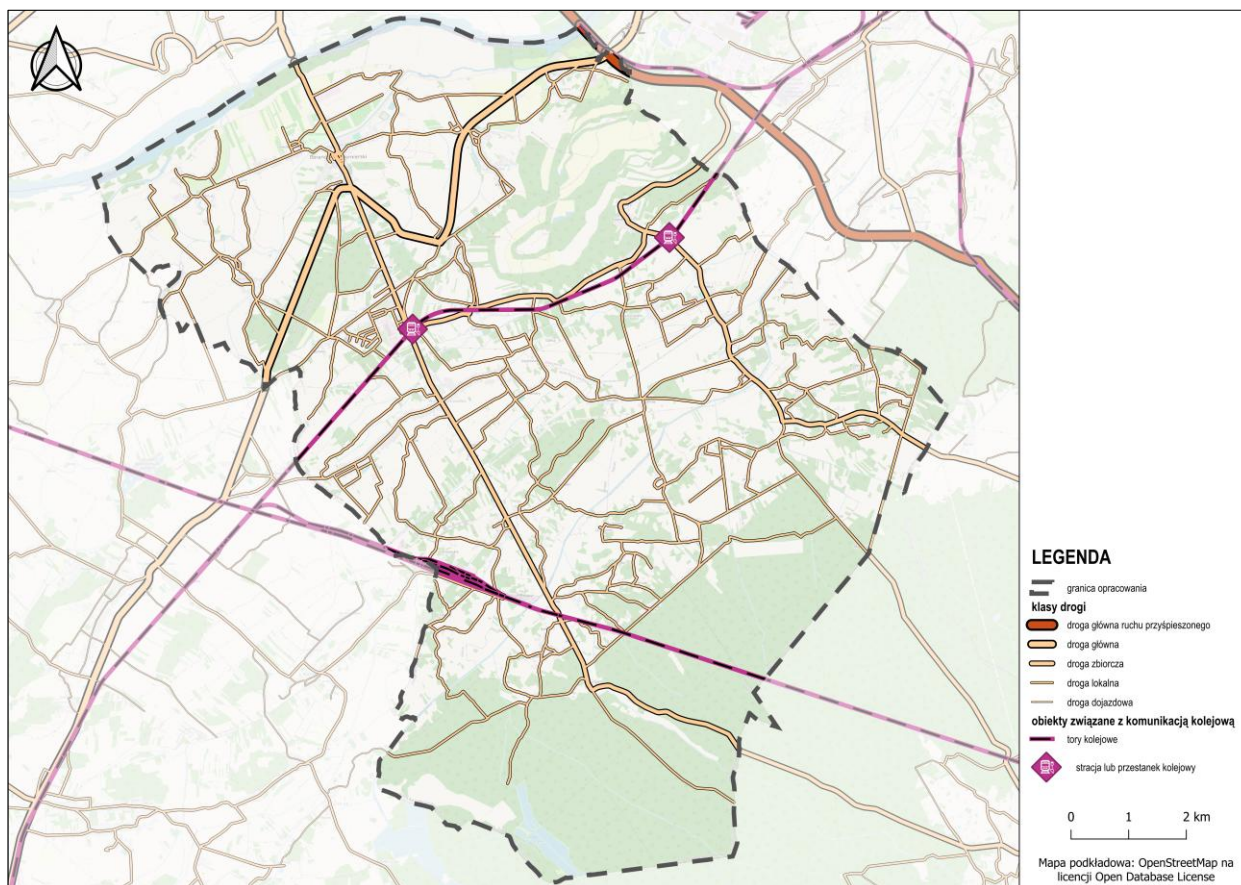 LEGENDA
granica opracowania
klasy drogi
droga główna ruchu przyśpieszonego
droga główna
droga zbiorcza
droga lokalna
droga dojazdowa
obiekty związane z komunikacją kolejową
tory kolejowe
stracja lub przestanek kolejowy
0 1 2 km
Mapa podkładowa: OpenStreetMap na
licencji Open Database License